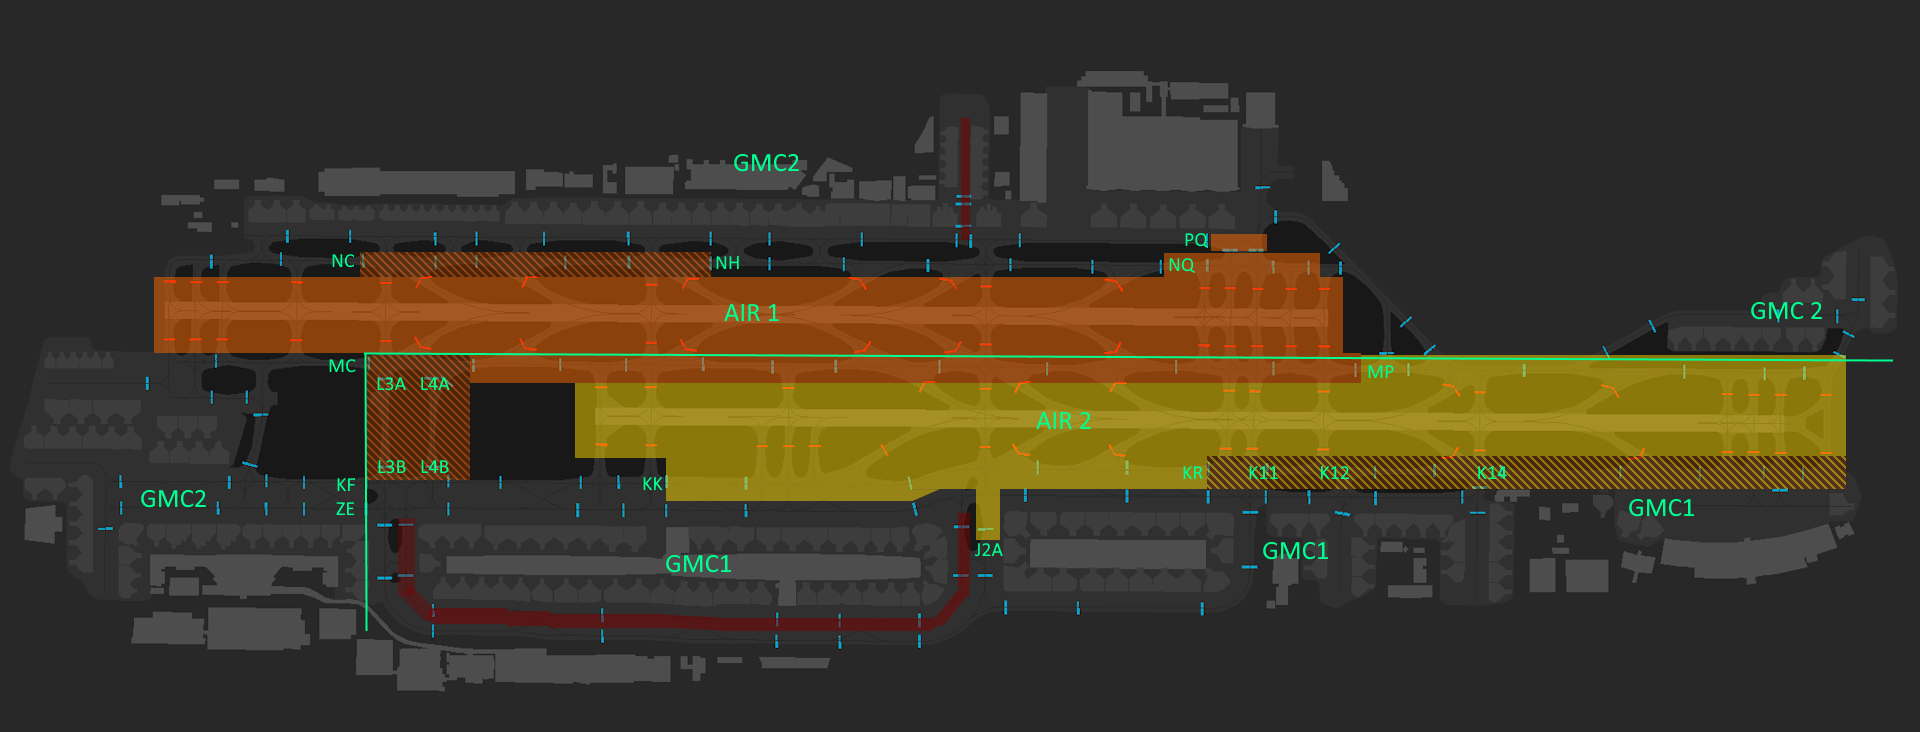 GMC2
PQ
NC
NH
NQ
AIR 1
GMC 2
MC
MP
L3A L4A
AIR 2
L3B L4B
KF
KK
KR
K11
K12
K14
GMC2
ZE
GMC1
J2A
GMC1
GMC1